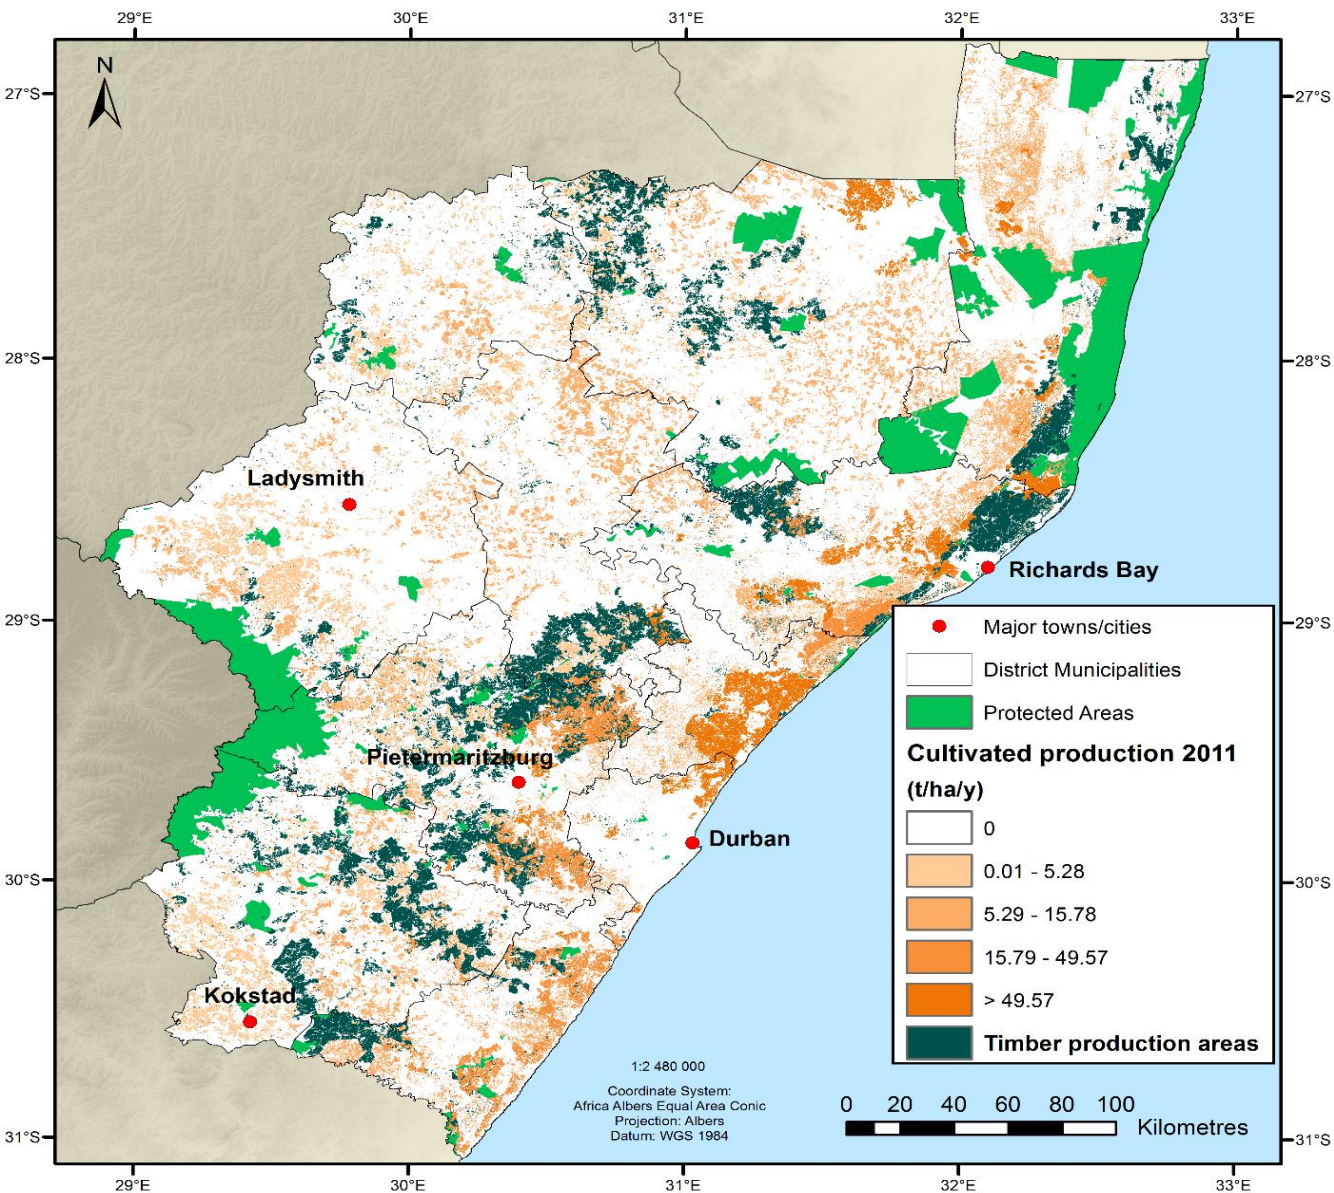 29°E 30°E 31°E 32°E 33°E
N
27°S 27°S
28°S 28°S
Ladysmith
Richards Bay
29°S 29°S
Major towns/cities
District Municipalities
Protected Areas
Cultivated production 2011
(t/ha/y)
Pietermaritzburg
0
Durban
0.01 - 5.28
30°S 30°S
5.29 - 15.78
15.79 - 49.57
Kokstad
> 49.57
Timber production areas
1:2 480 000
Coordinate System:
Africa Albers Equal Area Conic
Projection: Albers
Datum: WGS 1984
0 20 40 60 80 100
Kilometres
31°S 31°S
29°E 30°E 31°E 32°E 33°E